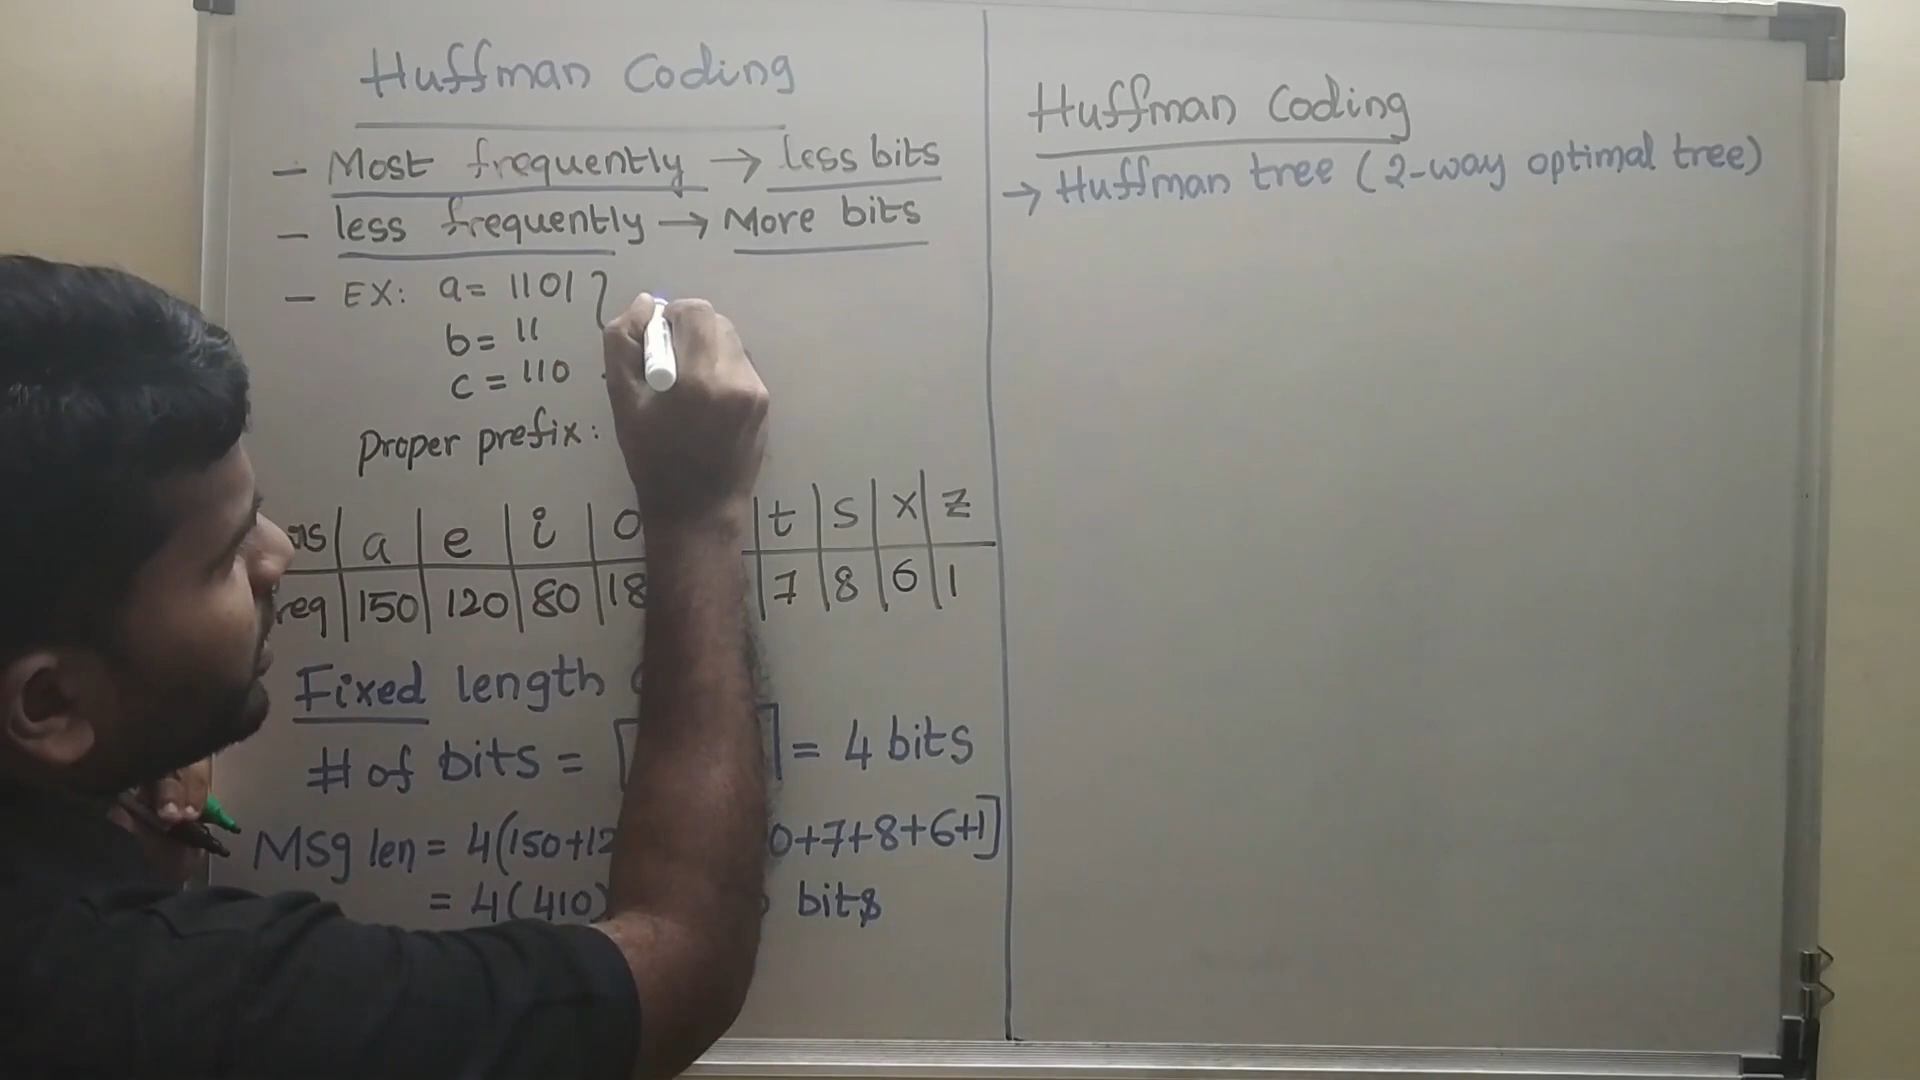 Huffman Coding
- Most frequently → less bits
- less frequently → More bits
- EX: a = 1101
b = 11
c = 110
Proper prefix:
a | e | i | o | t | s | x | z
150 | 120 | 80 | 18 | 7 | 8 | 6 | 1
Fixed length
# of bits = [ ] = 4 bits
Msg len = 4(150+12 0+7+8+6+1]
= 4(410) bits
Huffman Coding
→ Huffman tree (2-way optimal tree)